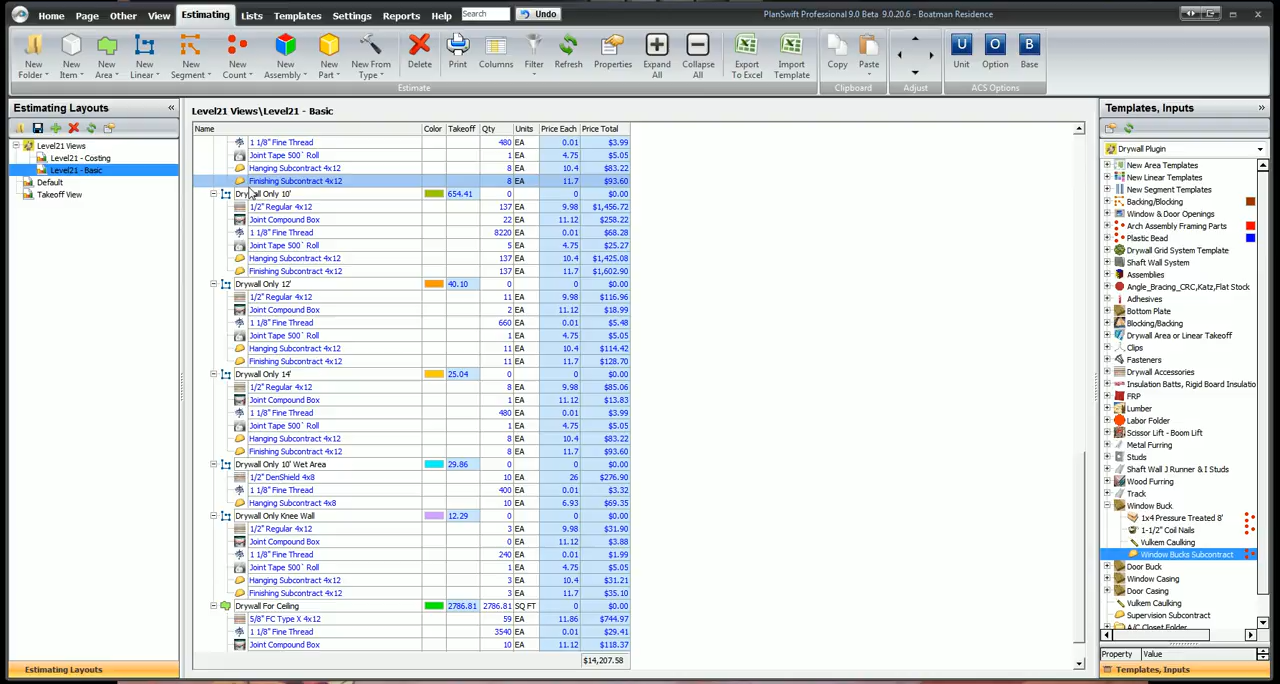 Home Page Other View Estimating Lists Templates Settings Reports Help Search Undo PlanSwift Professional 9.0 Beta 9.0.20.6 - Boatman Residence
New Folder New Item New Area New Linear New Segment New Count New Assembly New Part New From Type Delete Print Columns Filter Refresh Properties Expand All Collapse All Export To Excel Import Template Copy Paste U Unit O Option B Base
Estimate Clipboard Adjust ACS Options
Estimating Layouts «
Level21 Views
Level21 - Costing
Level21 - Basic
Default
Takeoff View
Estimating Layouts
Level21 Views\Level21 - Basic
Name Color Takeoff Qty Units Price Each Price Total
1 1/8" Fine Thread 480 EA 0.01 $3.99
Joint Tape 500` Roll 1 EA 4.75 $5.05
Hanging Subcontract 4x12 8 EA 10.4 $83.22
Finishing Subcontract 4x12 8 EA 11.7 $93.60
Drywall Only 10' 654.41 0 0 $0.00
1/2" Regular 4x12 137 EA 9.98 $1,456.72
Joint Compound Box 22 EA 11.12 $258.22
1 1/8" Fine Thread 8220 EA 0.01 $68.28
Joint Tape 500` Roll 5 EA 4.75 $25.27
Hanging Subcontract 4x12 137 EA 10.4 $1,425.08
Finishing Subcontract 4x12 137 EA 11.7 $1,602.90
Drywall Only 12' 40.10 0 0 $0.00
1/2" Regular 4x12 11 EA 9.98 $116.96
Joint Compound Box 2 EA 11.12 $18.99
1 1/8" Fine Thread 660 EA 0.01 $5.48
Joint Tape 500` Roll 1 EA 4.75 $5.05
Hanging Subcontract 4x12 11 EA 10.4 $114.42
Finishing Subcontract 4x12 11 EA 11.7 $128.70
Drywall Only 14' 25.04 0 0 $0.00
1/2" Regular 4x12 8 EA 9.98 $85.06
Joint Compound Box 1 EA 11.12 $13.83
1 1/8" Fine Thread 480 EA 0.01 $3.99
Joint Tape 500` Roll 1 EA 4.75 $5.05
Hanging Subcontract 4x12 8 EA 10.4 $83.22
Finishing Subcontract 4x12 8 EA 11.7 $93.60
Drywall Only 10' Wet Area 29.86 0 0 $0.00
1/2" DenShield 4x8 10 EA 26 $276.90
1 1/8" Fine Thread 400 EA 0.01 $3.32
Hanging Subcontract 4x8 10 EA 6.93 $69.35
Drywall Only Knee Wall 12.29 0 0 $0.00
1/2" Regular 4x12 3 EA 9.98 $31.90
Joint Compound Box 0 EA 11.12 $3.88
1 1/8" Fine Thread 240 EA 0.01 $1.99
Joint Tape 500` Roll 1 EA 4.75 $5.05
Hanging Subcontract 4x12 3 EA 10.4 $31.21
Finishing Subcontract 4x12 3 EA 11.7 $35.10
Drywall For Ceiling 2786.81 2786.81 SQ FT 0 $0.00
5/8" FC Type X 4x12 59 EA 11.86 $744.97
1 1/8" Fine Thread 3540 EA 0.01 $29.41
Joint Compound Box 10 EA 11.12 $118.37
$14,207.58
Templates, Inputs »
Drywall Plugin
New Area Templates
New Linear Templates
New Segment Templates
Backing/Blocking
Window & Door Openings
Arch Assembly Framing Parts
Plastic Bead
Drywall Grid System Template
Shaft Wall System
Assemblies
Angle_Bracing_CRC,Katz,Flat Stock
Adhesives
Bottom Plate
Blocking/Backing
Drywall Area or Linear Takeoff
Clips
Fasteners
Drywall Accessories
Insulation Batts, Rigid Board Insulatio
FRP
Lumber
Labor Folder
Scissor Lift - Boom Lift
Metal Furring
Studs
Shaft Wall J Runner & I Studs
Wood Furring
Track
Window Buck
1x4 Pressure Treated 8'
1-1/2" Coil Nails
Vulkem Caulking
Window Bucks Subcontract
Door Buck
Window Casing
Door Casing
Vulkem Caulking
Supervision Subcontract
A/C Closet Folder
Property Value
Templates, Inputs